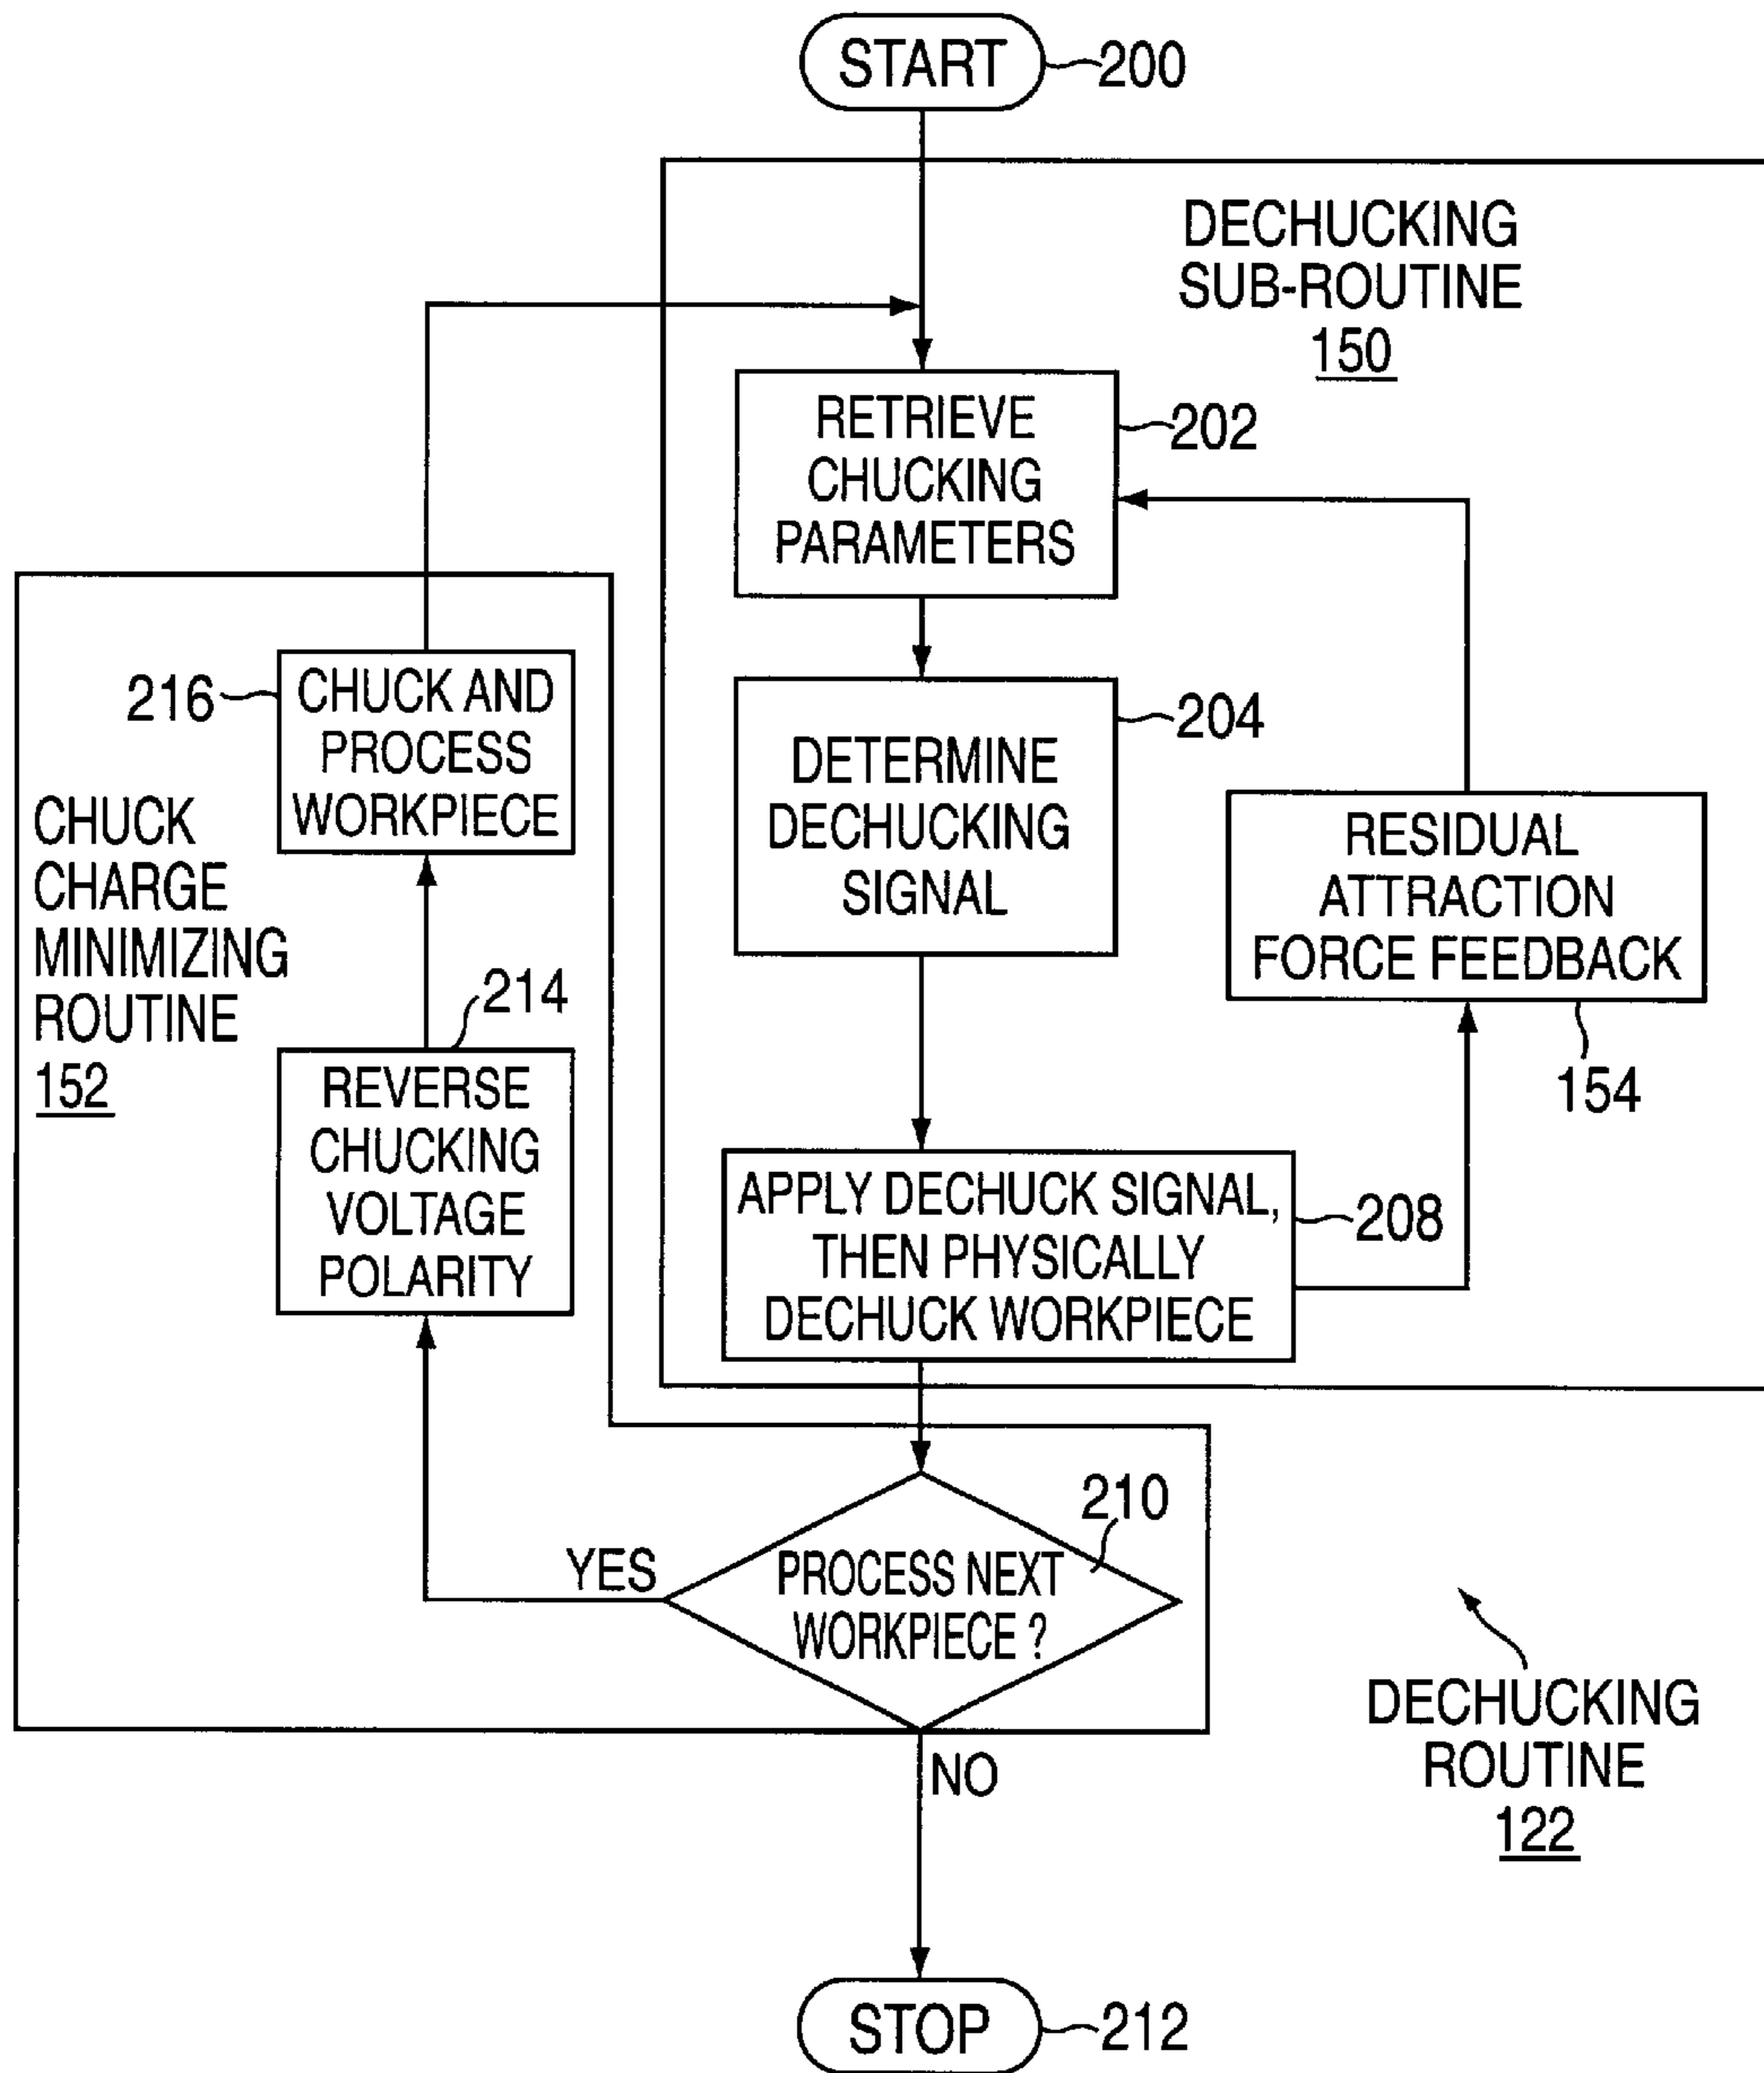 START
200
DECHUCKING
SUB-ROUTINE
150
RETRIEVE
CHUCKING
PARAMETERS
202
216
CHUCK AND
PROCESS
WORKPIECE
DETERMINE
DECHUCKING
SIGNAL
204
RESIDUAL
ATTRACTION
FORCE FEEDBACK
154
CHUCK
CHARGE
MINIMIZING
ROUTINE
152
214
REVERSE
CHUCKING
VOLTAGE
POLARITY
APPLY DECHUCK SIGNAL,
THEN PHYSICALLY
DECHUCK WORKPIECE
208
210
YES
PROCESS NEXT
WORKPIECE ?
NO
DECHUCKING
ROUTINE
122
STOP
212